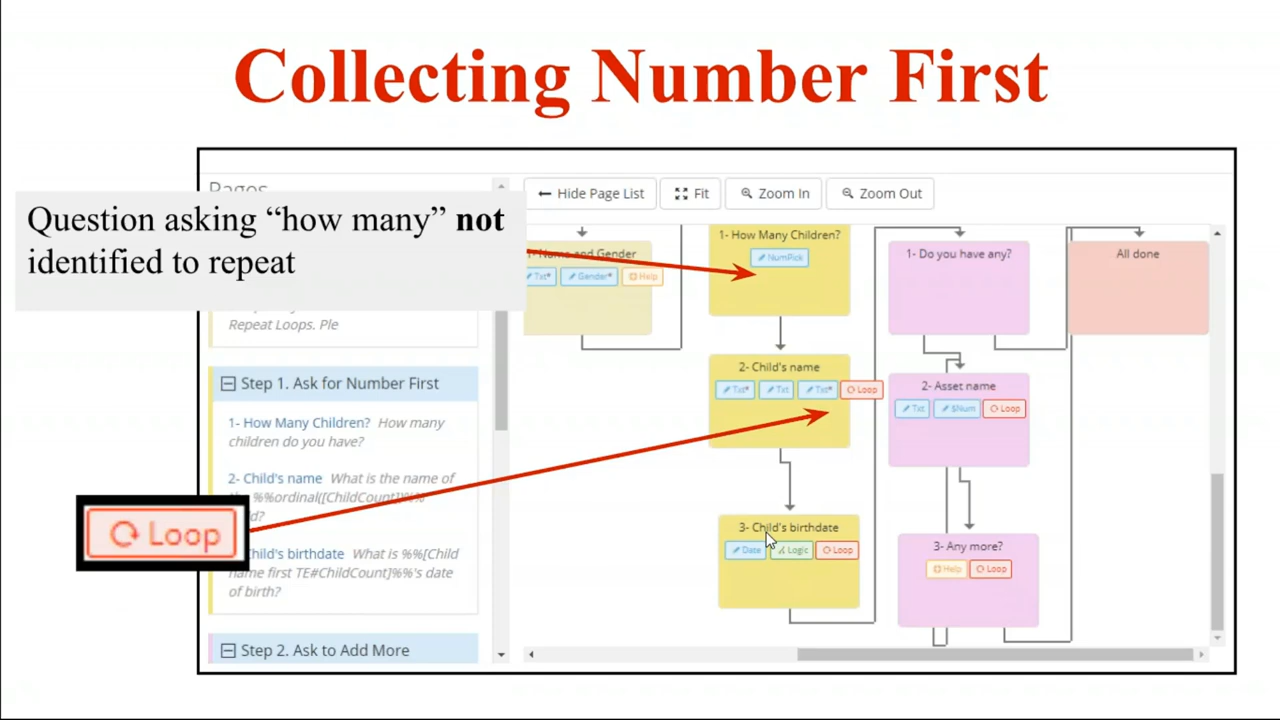 Collecting Number First
Pages
Question asking “how many” not
identified to repeat
Hide Page List
Fit
Zoom In
Zoom Out
Repeat Loops. Ple
Step 1. Ask for Number First
1- How Many Children? How many
children do you have?
2- Child's name What is the name of
%%ordinal([ChildCount])%%
Child's birthdate What is %%[Child
name first TE#ChildCount]%%'s date
of birth?
Step 2. Ask to Add More
Loop
Name and Gender
Txt*
Gender*
Help
1- How Many Children?
NumPick
2- Child's name
Txt*
Txt
Txt*
Loop
3- Child's birthdate
Date
Logic
Loop
1- Do you have any?
2- Asset name
Txt
$Num
Loop
3- Any more?
Help
Loop
All done